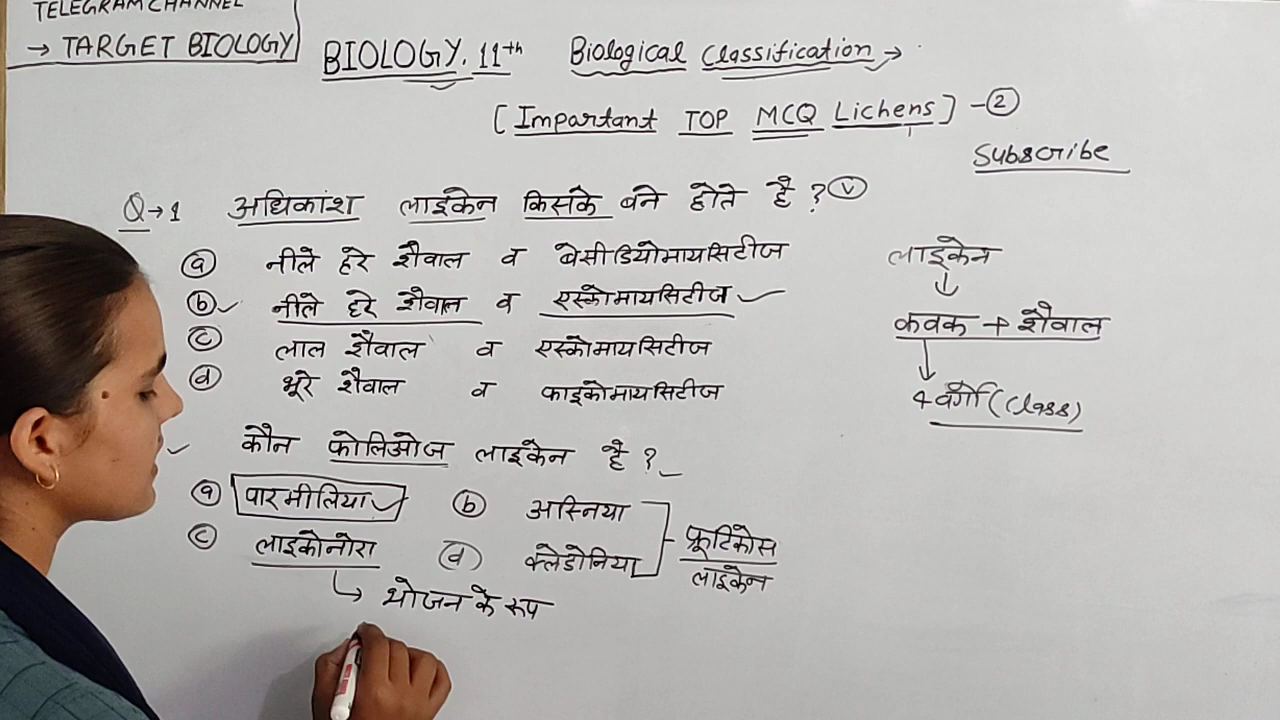 TELEGRAM CHANNEL
→ TARGET BIOLOGY
BIOLOGY. 11th Biological Classification →
[Impartant TOP MCQ Lichens] - ②
Subscribe
Q→1 अधिकांश लाइकेन किसके बने होते है ? Ⓥ
ⓐ नीले हरे शैवाल व बेसीडियोमायसिटीज
ⓑ नीले हरे शैवाल व एस्कोमायसिटीज
ⓒ लाल शैवाल व एस्कोमायसिटीज
ⓓ भूरे शैवाल व फाइकोमायसिटीज
लाइकेन
↓
कवक + शैवाल
↓
4 वर्गो (Class)
कौन फोलिओज लाइकेन है ?
ⓐ पारमीलिया ⓑ अस्निया
ⓒ लाइकोनोरा ⓓ क्लेडोनिया
फ्रूटिकोस
लाइकेन
↳ भोजन के रूप